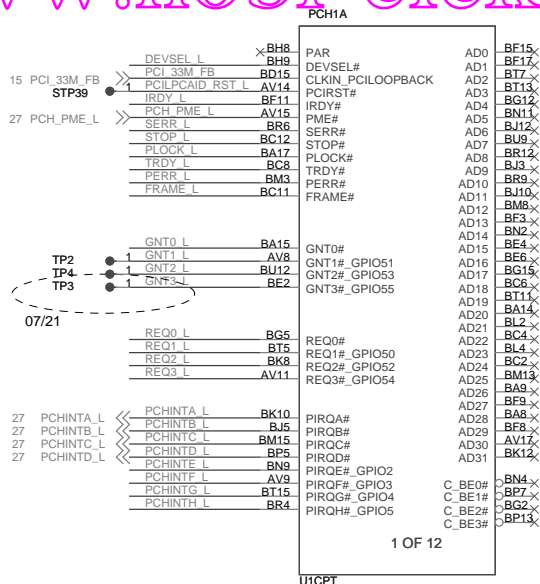 PCH1A
BH8 PAR AD0 BF15
DEVSEL_L BH9 DEVSEL# AD1 BF17
15 PCI_33M_FB PCI_33M_FB BD15 CLKIN_PCILOOPBACK AD2 BT7
STP39 1 PCILPCAID_RST_L AV14 PCIRST# AD3 BT13
IRDY_L BF11 IRDY# AD4 BG12
27 PCH_PME_L PCH_PME_L AV15 PME# AD5 BN11
SERR_L BR6 SERR# AD6 BJ12
STOP_L BC12 STOP# AD7 BU9
PLOCK_L BA17 PLOCK# AD8 BR12
TRDY_L BC8 TRDY# AD9 BJ3
PERR_L BM3 PERR# AD10 BR9
FRAME_L BC11 FRAME# AD11 BJ10
AD12 BM8
AD13 BF3
AD14 BN2
GNT0_L BA15 GNT0# AD15 BE4
TP2 1 GNT1_L AV8 GNT1#_GPIO51 AD16 BE6
TP4 1 GNT2_L BU12 GNT2#_GPIO53 AD17 BG15
TP3 1 GNT3_L BE2 GNT3#_GPIO55 AD18 BC6
AD19 BT11
07/21 AD20 BA14
AD21 BL2
REQ0_L BG5 REQ0# AD22 BC4
REQ1_L BT5 REQ1#_GPIO50 AD23 BL4
REQ2_L BK8 REQ2#_GPIO52 AD24 BC2
REQ3_L AV11 REQ3#_GPIO54 AD25 BM13
AD26 BA9
AD27 BF9
27 PCHINTA_L PCHINTA_L BK10 PIRQA# AD28 BA8
27 PCHINTB_L PCHINTB_L BJ5 PIRQB# AD29 BF8
27 PCHINTC_L PCHINTC_L BM15 PIRQC# AD30 AV17
27 PCHINTD_L PCHINTD_L BP5 PIRQD# AD31 BK12
PCHINTE_L BN9 PIRQE#_GPIO2
PCHINTF_L AV9 PIRQF#_GPIO3 C_BE0# BN4
PCHINTG_L BT15 PIRQG#_GPIO4 C_BE1# BP7
PCHINTH_L BR4 PIRQH#_GPIO5 C_BE2# BG2
C_BE3# BP13
1 OF 12
U1CPT